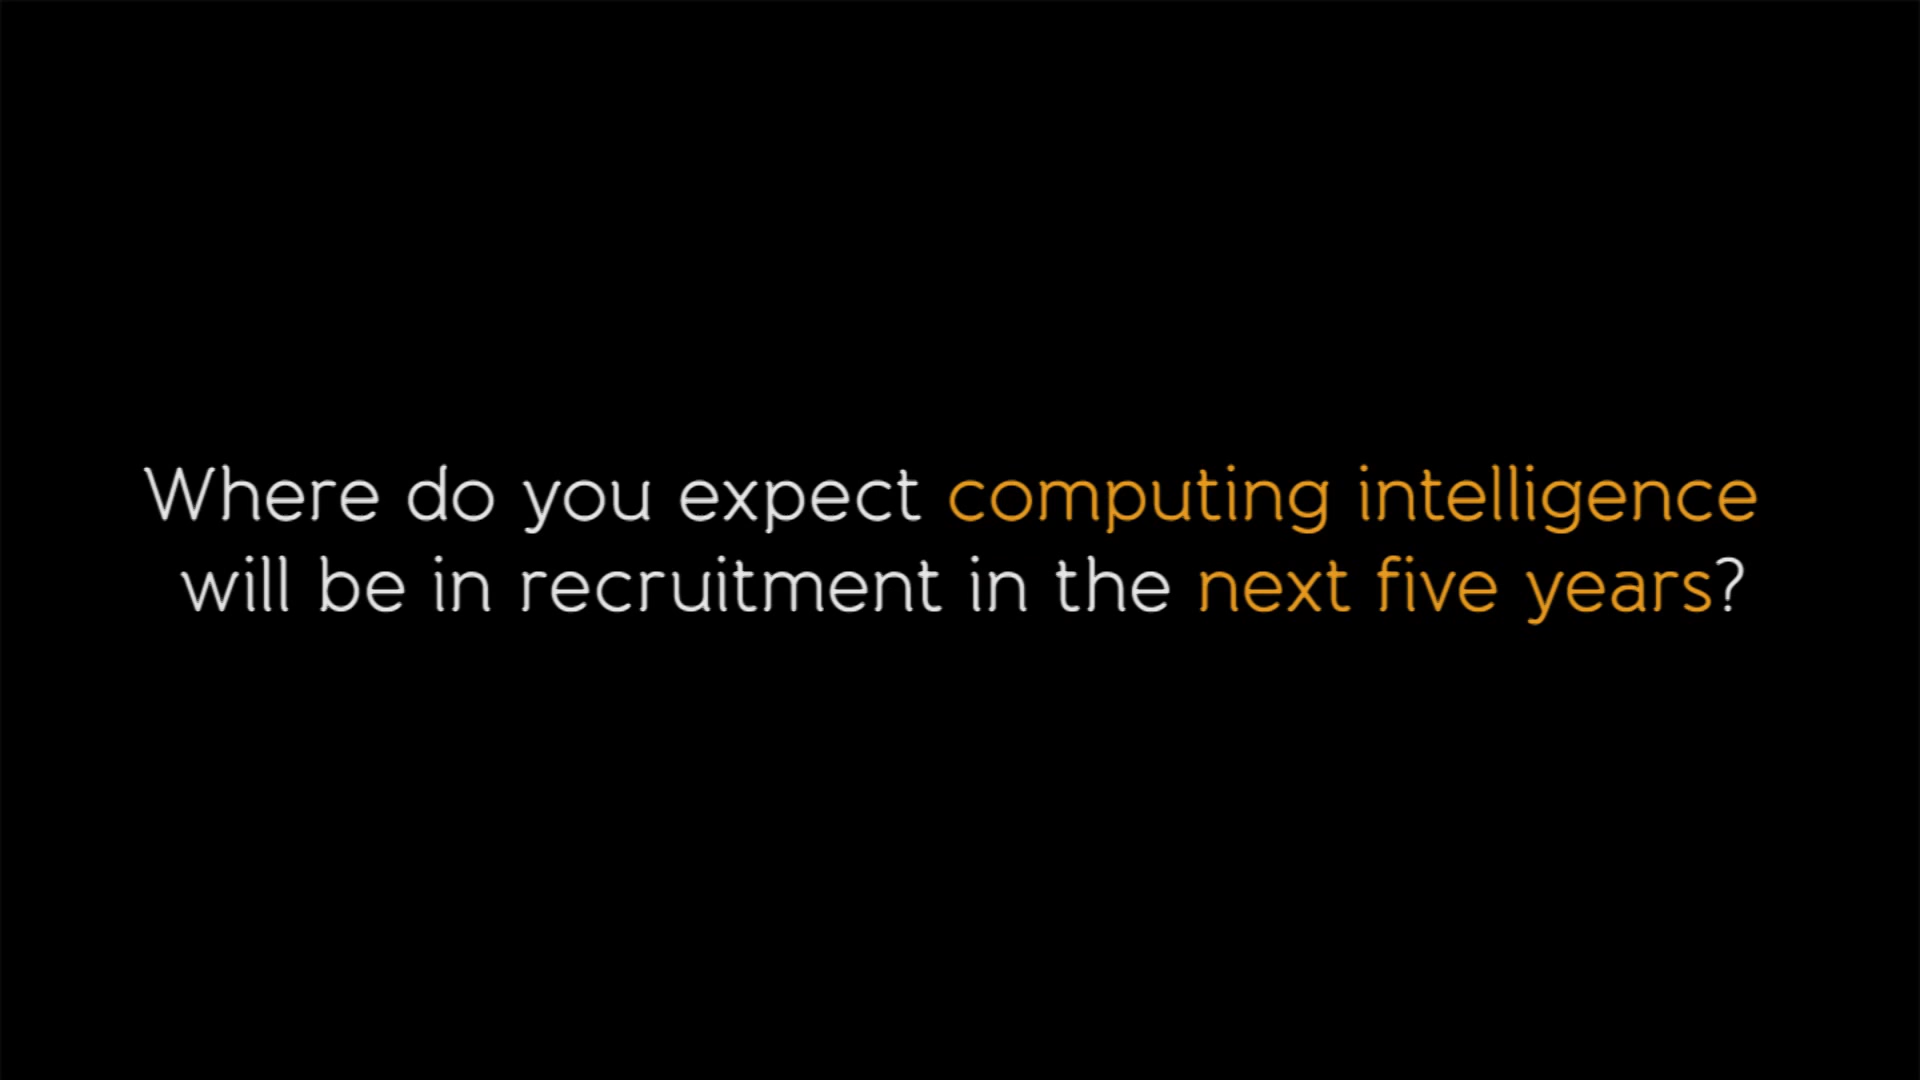 Where do you expect computing intelligence
will be in recruitment in the next five years?